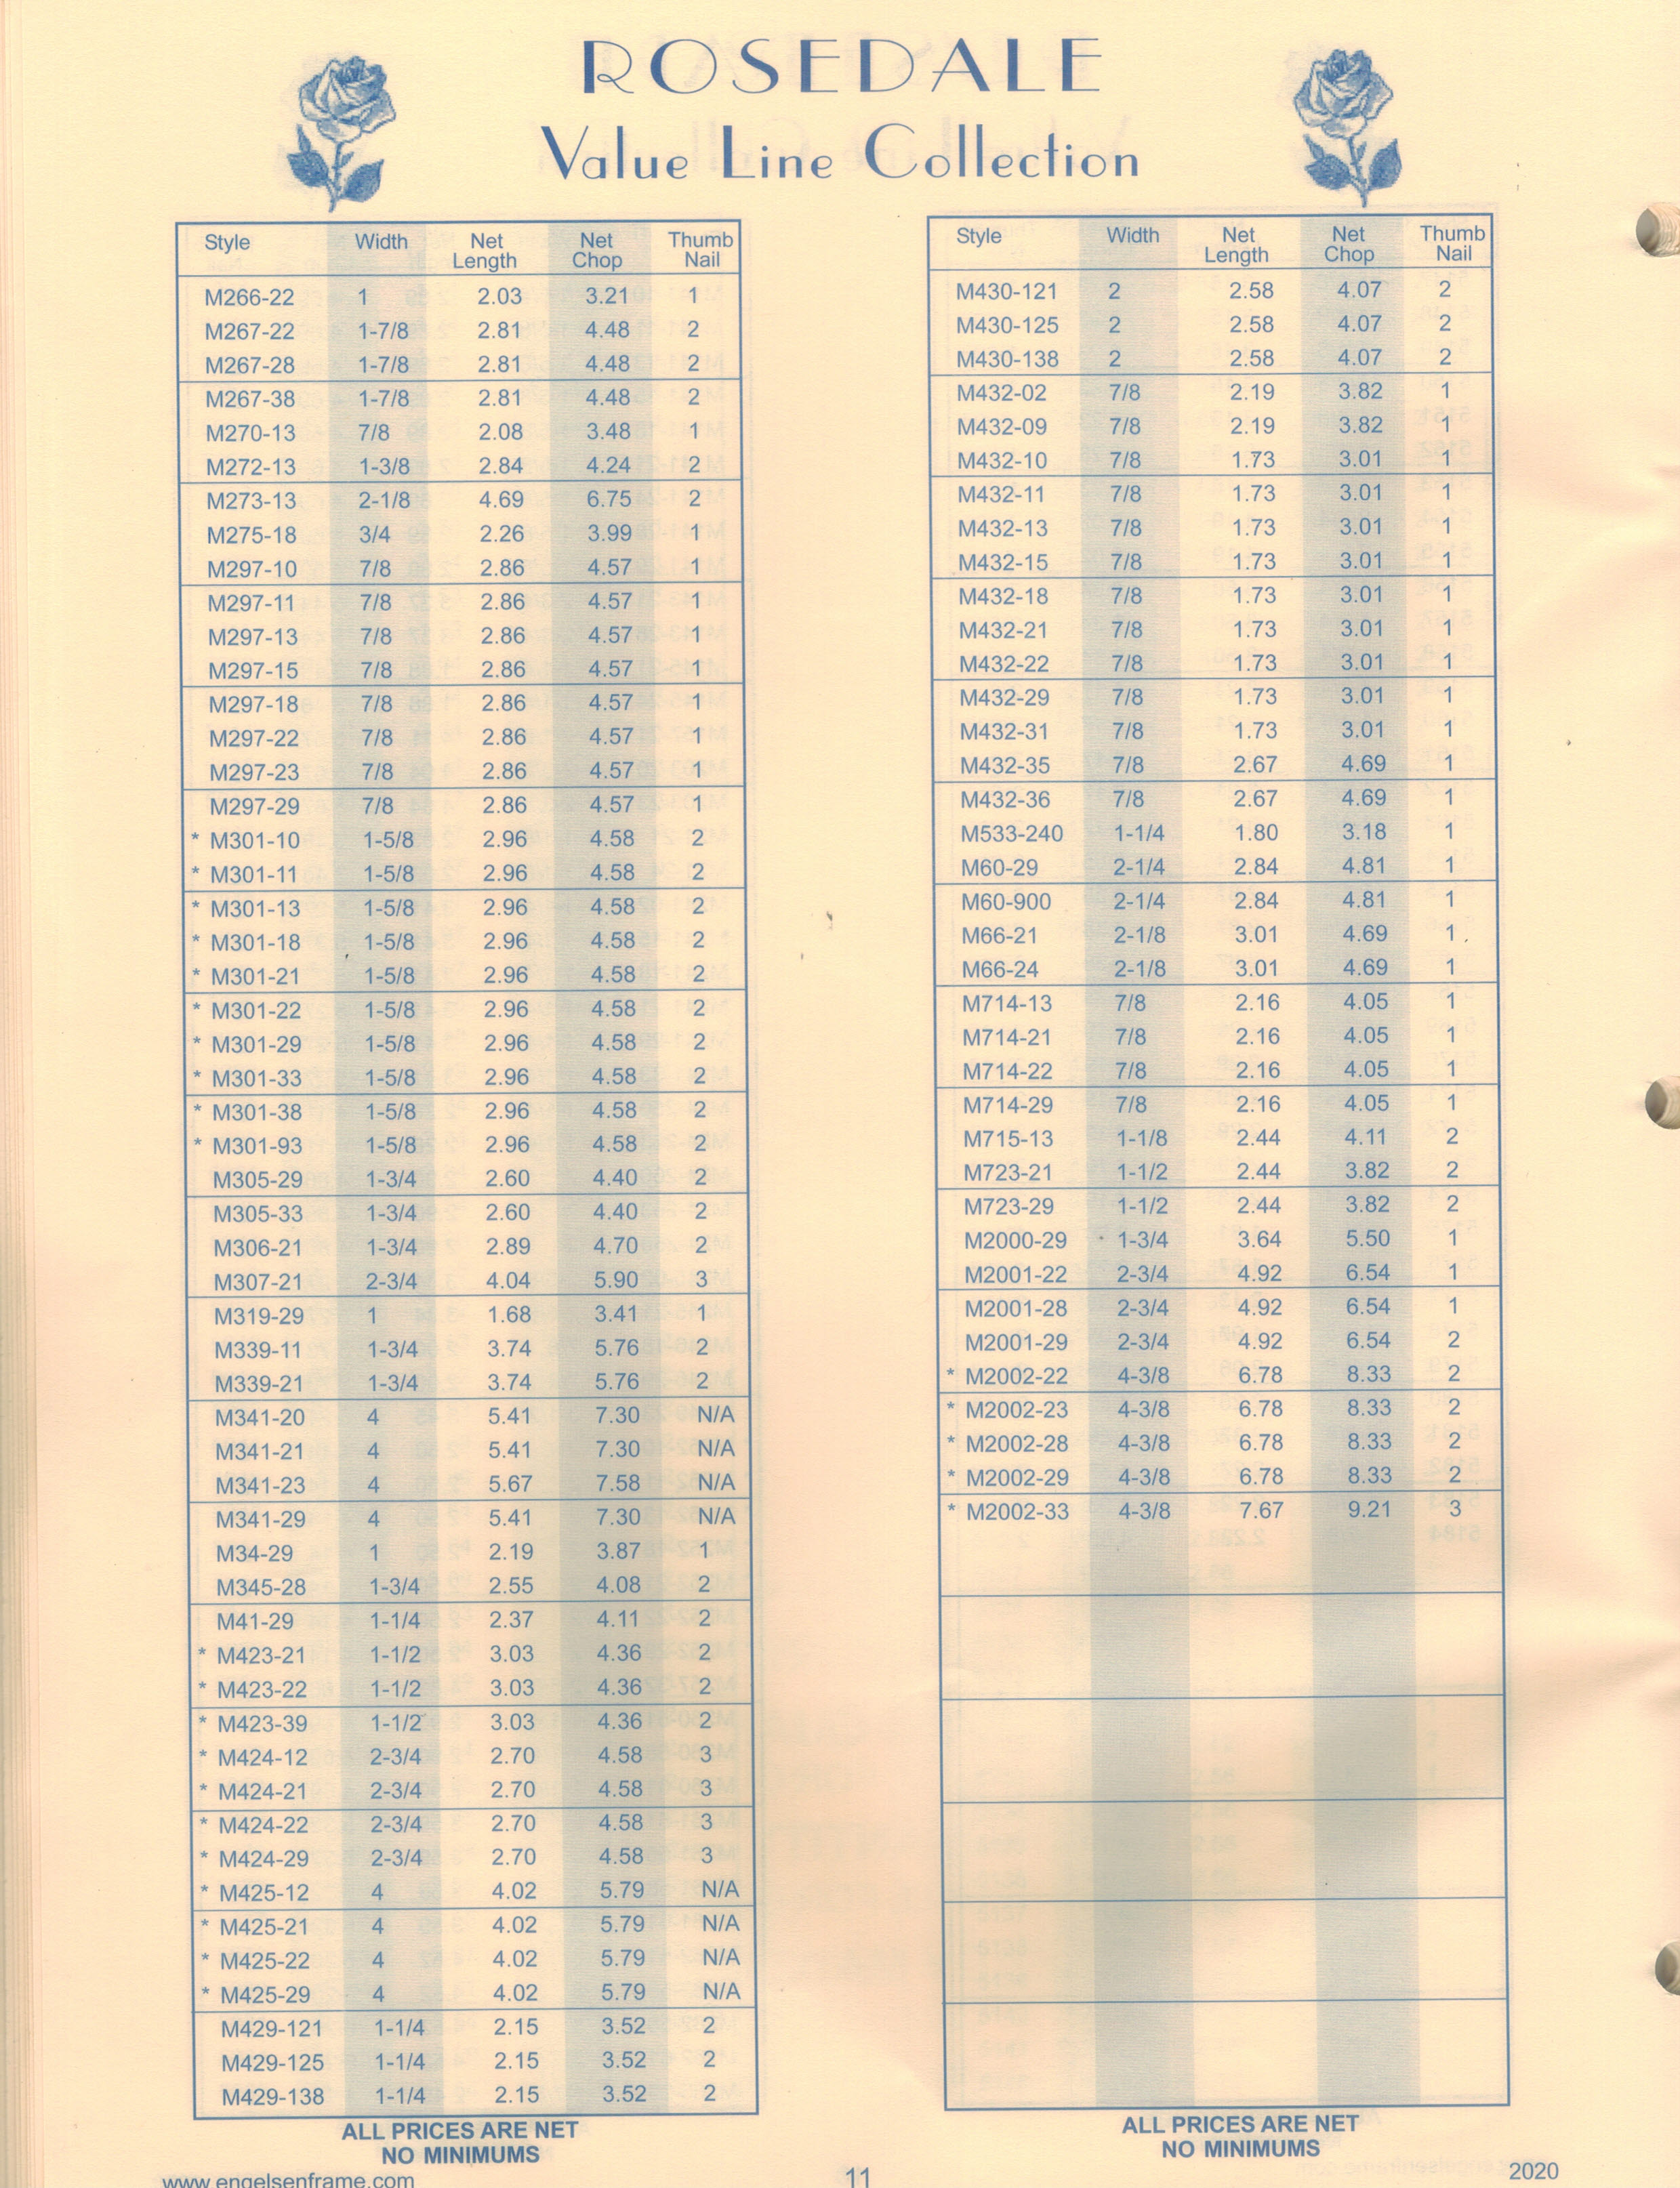 ROSEDALE
Value Line Collection
Style Width Net Length Net Chop Thumb Nail
M266-22 1 2.03 3.21 1
M267-22 1-7/8 2.81 4.48 2
M267-28 1-7/8 2.81 4.48 2
M267-38 1-7/8 2.81 4.48 2
M270-13 7/8 2.08 3.48 1
M272-13 1-3/8 2.84 4.24 2
M273-13 2-1/8 4.69 6.75 2
M275-18 3/4 2.26 3.99 1
M297-10 7/8 2.86 4.57 1
M297-11 7/8 2.86 4.57 1
M297-13 7/8 2.86 4.57 1
M297-15 7/8 2.86 4.57 1
M297-18 7/8 2.86 4.57 1
M297-22 7/8 2.86 4.57 1
M297-23 7/8 2.86 4.57 1
M297-29 7/8 2.86 4.57 1
* M301-10 1-5/8 2.96 4.58 2
* M301-11 1-5/8 2.96 4.58 2
* M301-13 1-5/8 2.96 4.58 2
* M301-18 1-5/8 2.96 4.58 2
* M301-21 1-5/8 2.96 4.58 2
* M301-22 1-5/8 2.96 4.58 2
* M301-29 1-5/8 2.96 4.58 2
* M301-33 1-5/8 2.96 4.58 2
* M301-38 1-5/8 2.96 4.58 2
* M301-93 1-5/8 2.96 4.58 2
M305-29 1-3/4 2.60 4.40 2
M305-33 1-3/4 2.60 4.40 2
M306-21 1-3/4 2.89 4.70 2
M307-21 2-3/4 4.04 5.90 3
M319-29 1 1.68 3.41 1
M339-11 1-3/4 3.74 5.76 2
M339-21 1-3/4 3.74 5.76 2
M341-20 4 5.41 7.30 N/A
M341-21 4 5.41 7.30 N/A
M341-23 4 5.67 7.58 N/A
M341-29 4 5.41 7.30 N/A
M34-29 1 2.19 3.87 1
M345-28 1-3/4 2.55 4.08 2
M41-29 1-1/4 2.37 4.11 2
* M423-21 1-1/2 3.03 4.36 2
* M423-22 1-1/2 3.03 4.36 2
* M423-39 1-1/2 3.03 4.36 2
* M424-12 2-3/4 2.70 4.58 3
* M424-21 2-3/4 2.70 4.58 3
* M424-22 2-3/4 2.70 4.58 3
* M424-29 2-3/4 2.70 4.58 3
* M425-12 4 4.02 5.79 N/A
* M425-21 4 4.02 5.79 N/A
* M425-22 4 4.02 5.79 N/A
* M425-29 4 4.02 5.79 N/A
M429-121 1-1/4 2.15 3.52 2
M429-125 1-1/4 2.15 3.52 2
M429-138 1-1/4 2.15 3.52 2
ALL PRICES ARE NET
NO MINIMUMS
Style Width Net Length Net Chop Thumb Nail
M430-121 2 2.58 4.07 2
M430-125 2 2.58 4.07 2
M430-138 2 2.58 4.07 2
M432-02 7/8 2.19 3.82 1
M432-09 7/8 2.19 3.82 1
M432-10 7/8 1.73 3.01 1
M432-11 7/8 1.73 3.01 1
M432-13 7/8 1.73 3.01 1
M432-15 7/8 1.73 3.01 1
M432-18 7/8 1.73 3.01 1
M432-21 7/8 1.73 3.01 1
M432-22 7/8 1.73 3.01 1
M432-29 7/8 1.73 3.01 1
M432-31 7/8 1.73 3.01 1
M432-35 7/8 2.67 4.69 1
M432-36 7/8 2.67 4.69 1
M533-240 1-1/4 1.80 3.18 1
M60-29 2-1/4 2.84 4.81 1
M60-900 2-1/4 2.84 4.81 1
M66-21 2-1/8 3.01 4.69 1
M66-24 2-1/8 3.01 4.69 1
M714-13 7/8 2.16 4.05 1
M714-21 7/8 2.16 4.05 1
M714-22 7/8 2.16 4.05 1
M714-29 7/8 2.16 4.05 1
M715-13 1-1/8 2.44 4.11 2
M723-21 1-1/2 2.44 3.82 2
M723-29 1-1/2 2.44 3.82 2
M2000-29 1-3/4 3.64 5.50 1
M2001-22 2-3/4 4.92 6.54 1
M2001-28 2-3/4 4.92 6.54 1
M2001-29 2-3/4 4.92 6.54 2
* M2002-22 4-3/8 6.78 8.33 2
* M2002-23 4-3/8 6.78 8.33 2
* M2002-28 4-3/8 6.78 8.33 2
* M2002-29 4-3/8 6.78 8.33 2
* M2002-33 4-3/8 7.67 9.21 3
ALL PRICES ARE NET
NO MINIMUMS
www.engelsenframe.com 11 2020